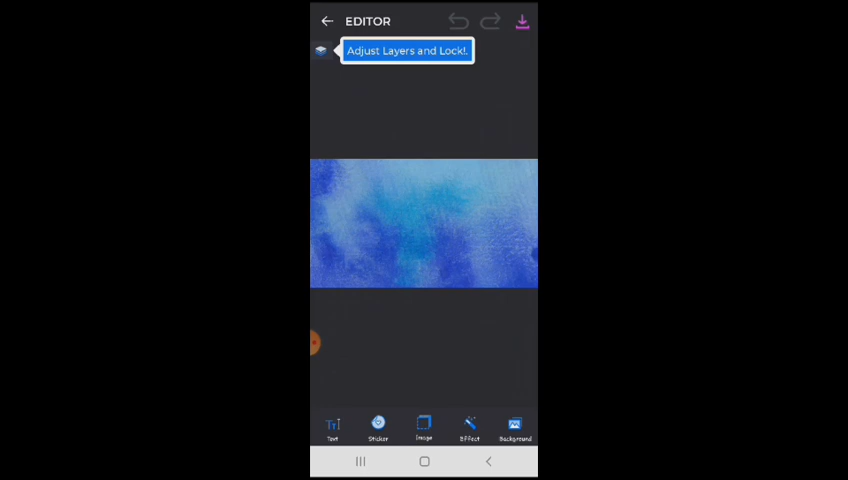 EDITOR
Adjust Layers and Lock!.
Text
Sticker
Image
Effect
Background